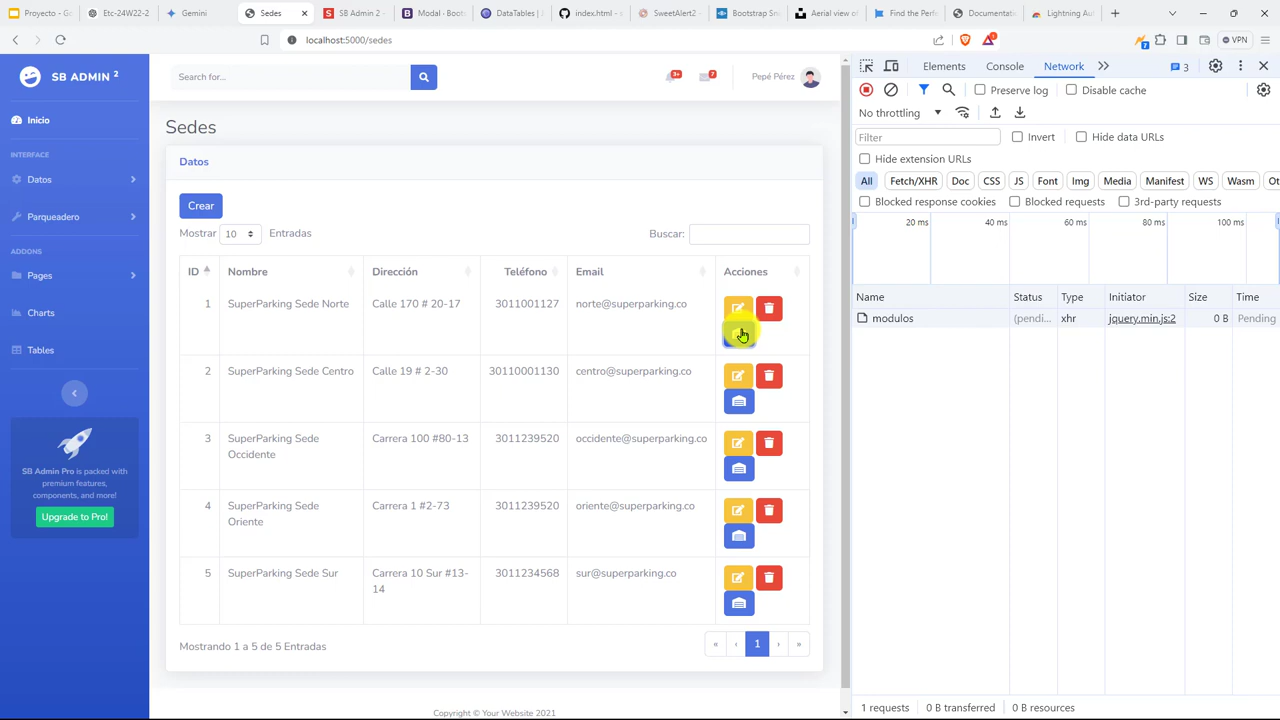 Proyecto - G
Etc-24W22-2
Gemini
Sedes
SB Admin 2 -
Modal · Boots
DataTables |
index.html -
SweetAlert2
Bootstrap Sn
Aerial view of
Find the Perf
Documentati
Lightning Aut
localhost:5000/sedes
7
VPN
SB ADMIN 2
Search for...
3+
7
Pepé Pérez
Elements
Console
Network
3
Preserve log
Disable cache
No throttling
Filter
Invert
Hide data URLs
Hide extension URLs
All
Fetch/XHR
Doc
CSS
JS
Font
Img
Media
Manifest
WS
Wasm
Ot
Blocked response cookies
Blocked requests
3rd-party requests
20 ms
40 ms
60 ms
80 ms
100 ms
Name
Status
Type
Initiator
Size
Time
modulos
(pendi...
xhr
jquery.min.js:2
0 B
Pending
1 requests
0 B transferred
0 B resources
Inicio
INTERFACE
Datos
Parqueadero
ADDONS
Pages
Charts
Tables
SB Admin Pro is packed with
premium features,
components, and more!
Upgrade to Pro!
Sedes
Datos
Crear
Mostrar 10 Entradas
Buscar:
ID
Nombre
Dirección
Teléfono
Email
Acciones
1
SuperParking Sede Norte
Calle 170 # 20-17
3011001127
norte@superparking.co
2
SuperParking Sede Centro
Calle 19 # 2-30
30110001130
centro@superparking.co
3
SuperParking Sede
Occidente
Carrera 100 #80-13
3011239520
occidente@superparking.co
4
SuperParking Sede
Oriente
Carrera 1 #2-73
3011239520
oriente@superparking.co
5
SuperParking Sede Sur
Carrera 10 Sur #13-
14
3011234568
sur@superparking.co
Mostrando 1 a 5 de 5 Entradas
« ‹ 1 › »
Copyright © Your Website 2021